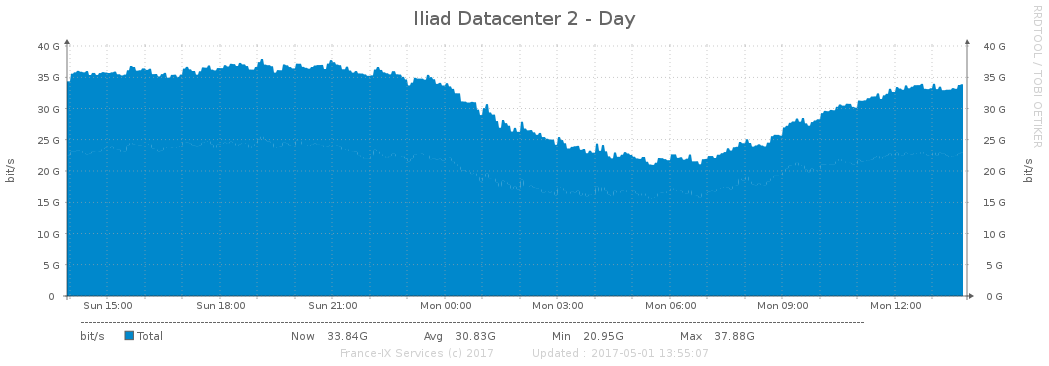 Iliad Datacenter 2 - Day
RRDTOOL / TOBI OETIKER
40 G 40 G
35 G 35 G
30 G 30 G
25 G 25 G
20 G 20 G
15 G 15 G
10 G 10 G
5 G 5 G
0 0 G
bit/s bit/s
Sun 15:00 Sun 18:00 Sun 21:00 Mon 00:00 Mon 03:00 Mon 06:00 Mon 09:00 Mon 12:00
bit/s Total Now 33.84G Avg 30.83G Min 20.95G Max 37.88G
France-IX Services (c) 2017 Updated : 2017-05-01 13:55:07